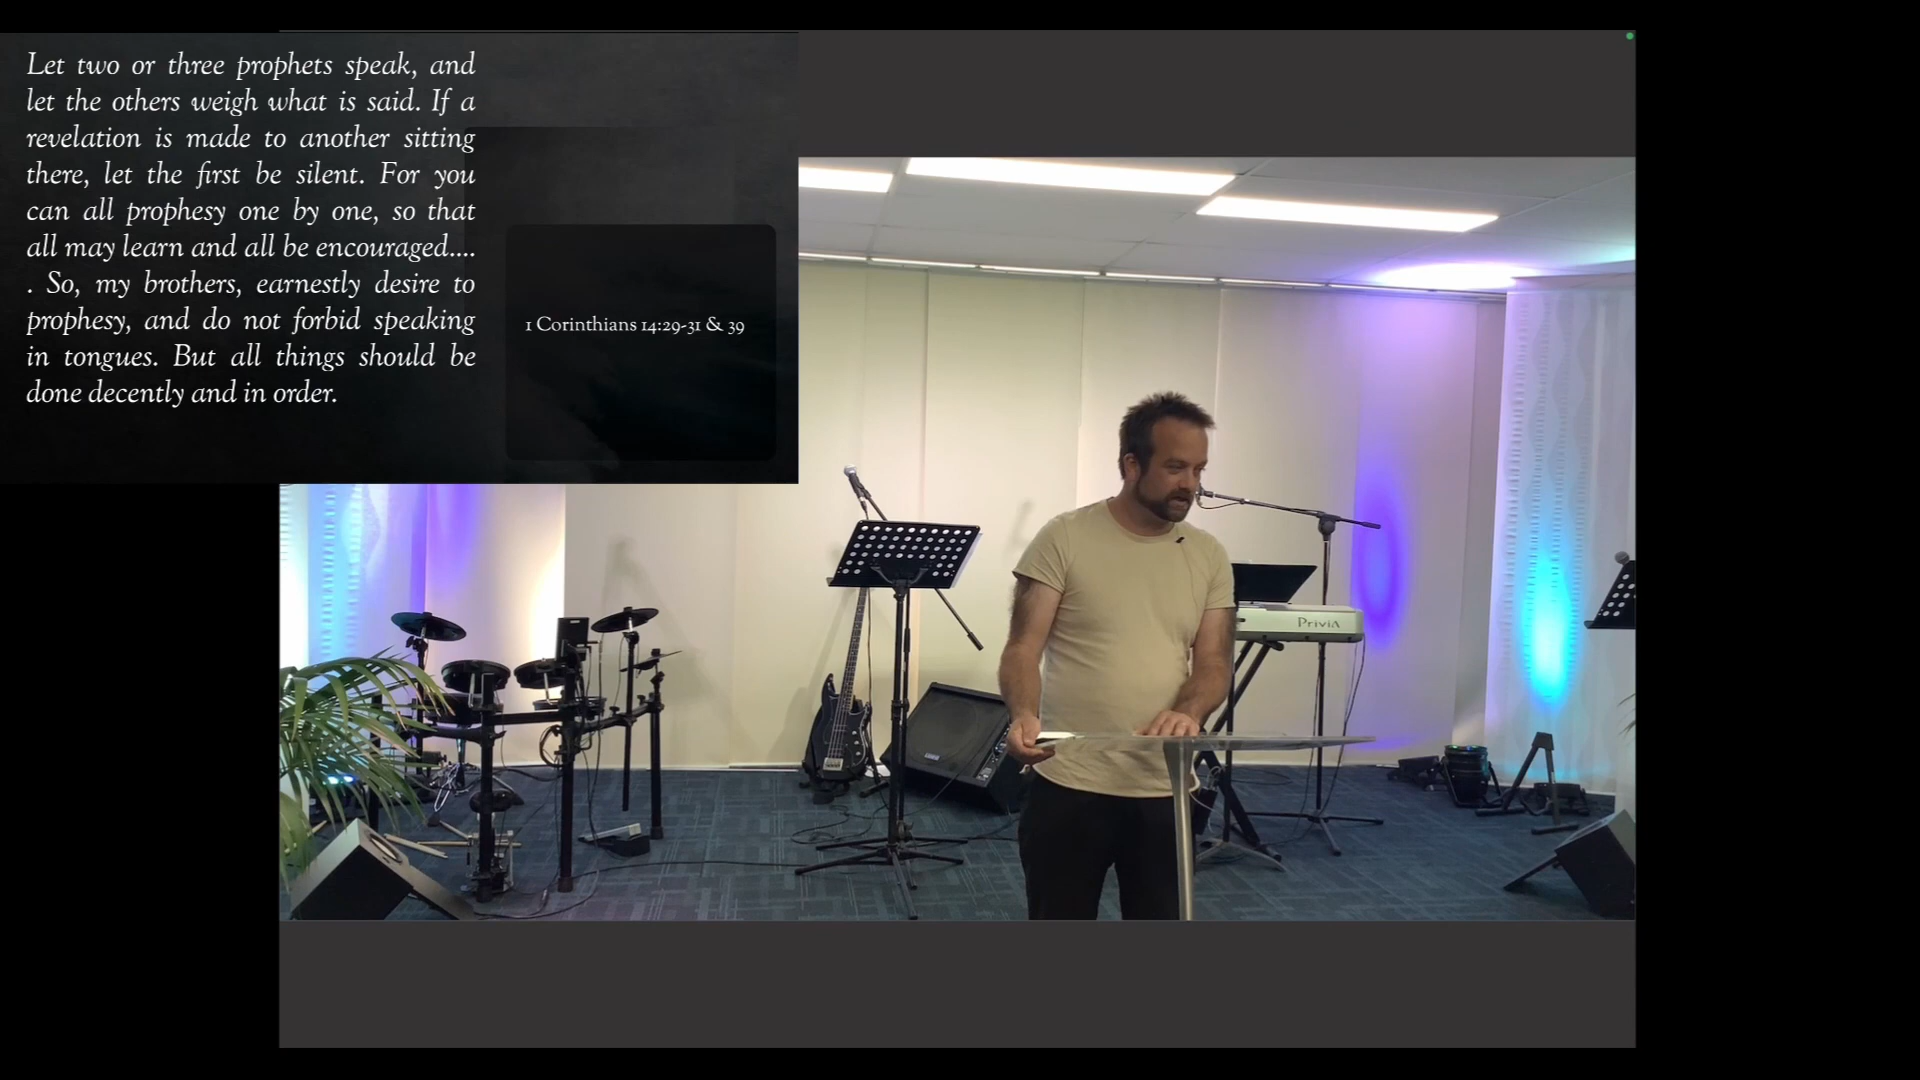 Let two or three prophets speak, and
let the others weigh what is said. If a
revelation is made to another sitting
there, let the first be silent. For you
can all prophesy one by one, so that
all may learn and all be encouraged....
. So, my brothers, earnestly desire to
prophesy, and do not forbid speaking
in tongues. But all things should be
done decently and in order.
1 Corinthians 14:29-31 & 39
Privia